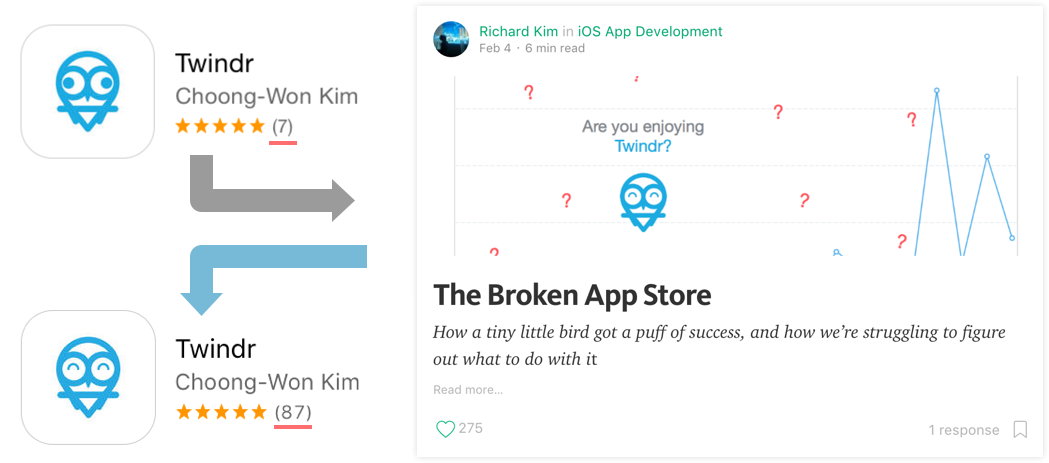 Twindr
Choong-Won Kim
(7)
Twindr
Choong-Won Kim
(87)
Richard Kim in iOS App Development
Feb 4 · 6 min read
? ? ? ?
Are you enjoying
Twindr?
? ? ? ?
The Broken App Store
How a tiny little bird got a puff of success, and how we’re struggling to figure
out what to do with it
Read more...
275
1 response